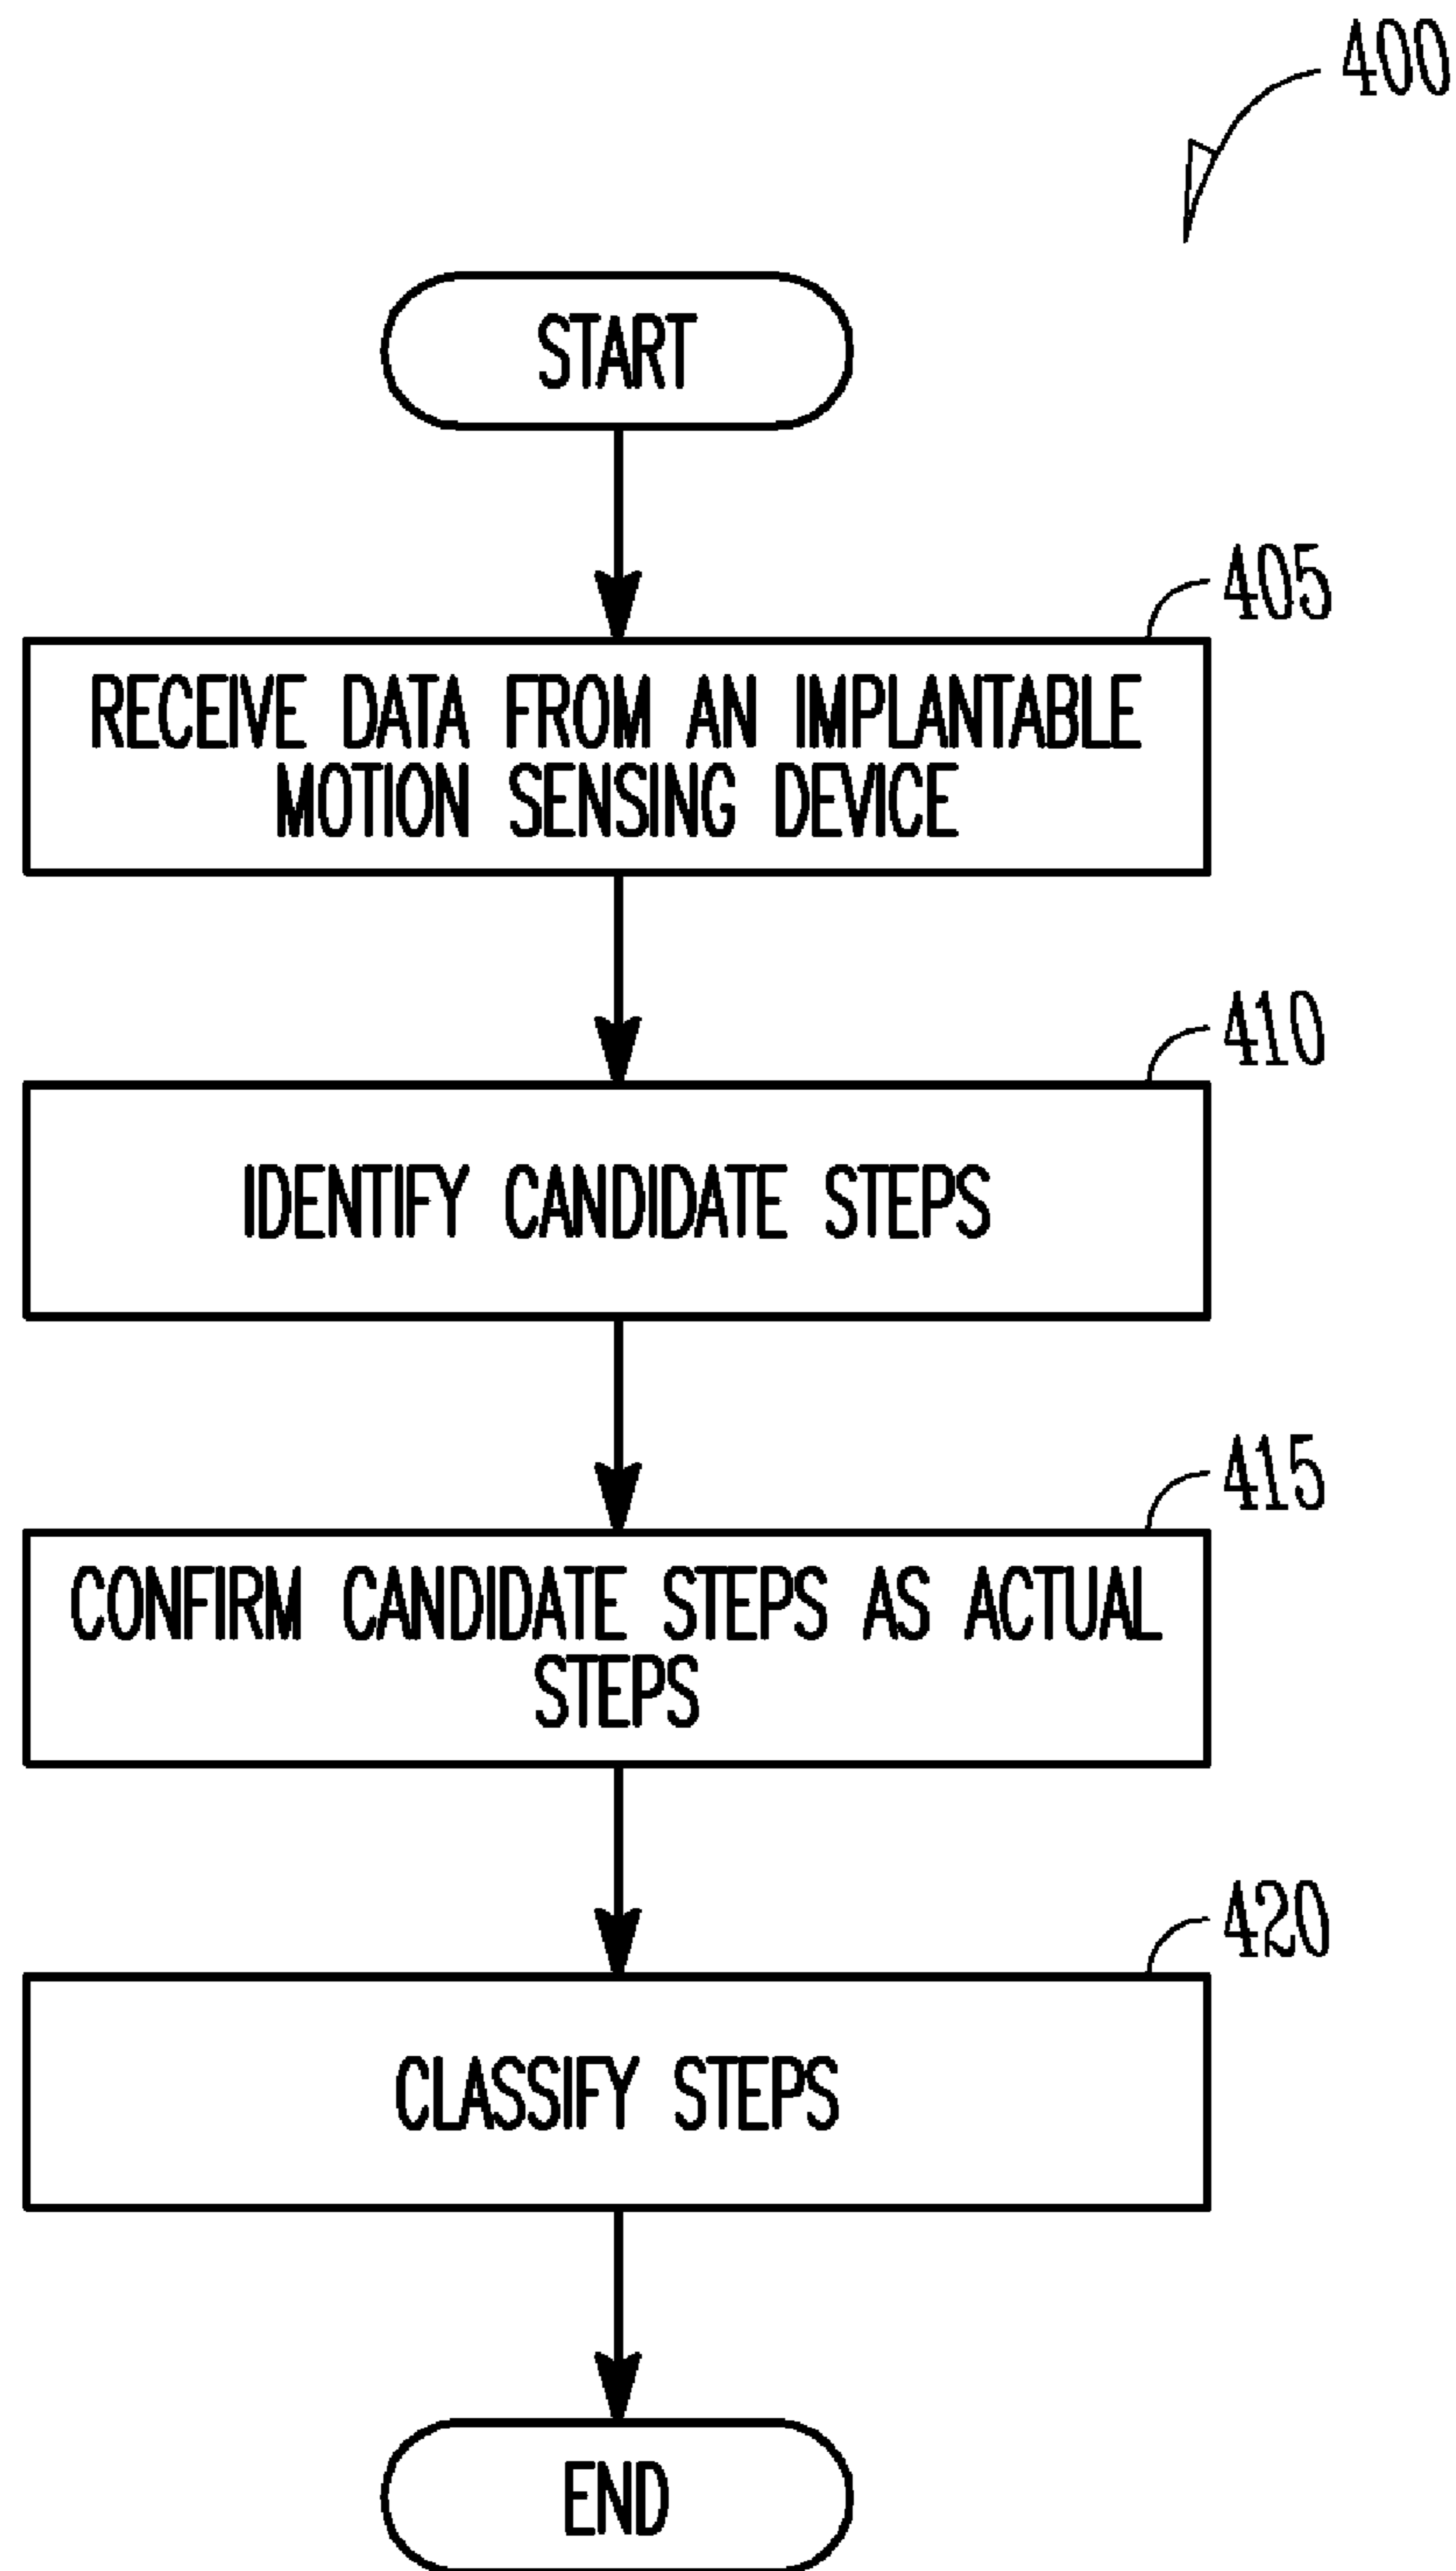 400
START
405
RECEIVE DATA FROM AN IMPLANTABLE
MOTION SENSING DEVICE
410
IDENTIFY CANDIDATE STEPS
415
CONFIRM CANDIDATE STEPS AS ACTUAL
STEPS
420
CLASSIFY STEPS
END